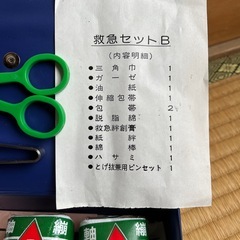 救急セットB
(内容明細)
●三角巾 1
●ガーゼ 1
●油紙 1
●伸縮包帯 1
●包帯 2
●脱脂綿 1
●救急絆創膏 1
●紙絆 1
●綿棒 1
●ハサミ 1
●とげ抜兼用ピンセット 1
繃
繃